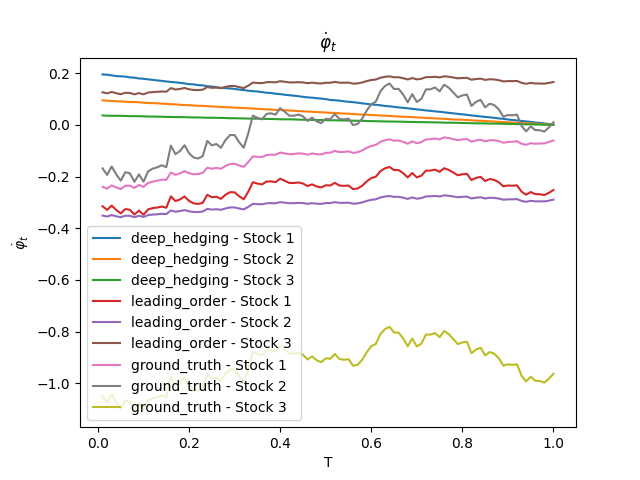 φ̇ₜ
0.2
0.0
−0.2
−0.4
−0.6
−0.8
−1.0
φ̇ₜ
deep_hedging - Stock 1
deep_hedging - Stock 2
deep_hedging - Stock 3
leading_order - Stock 1
leading_order - Stock 2
leading_order - Stock 3
ground_truth - Stock 1
ground_truth - Stock 2
ground_truth - Stock 3
0.0 0.2 0.4 0.6 0.8 1.0
T